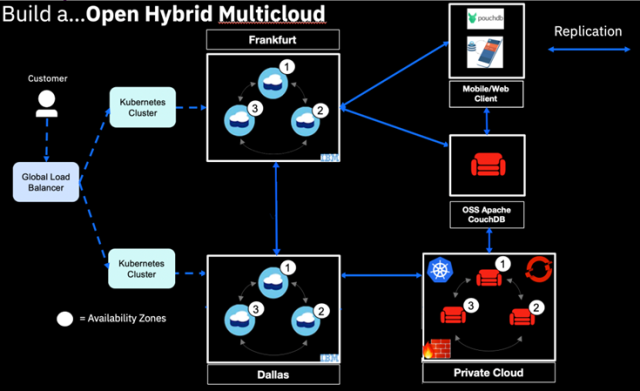 Build a...Open Hybrid Multicloud
Frankfurt
pouchdb
Replication
Customer
1
3
2
Kubernetes
Cluster
Mobile/Web
Client
IBM
Global Load
Balancer
OSS Apache
CouchDB
Kubernetes
Cluster
1
3
2
1
3
2
= Availability Zones
IBM
Dallas
Private Cloud